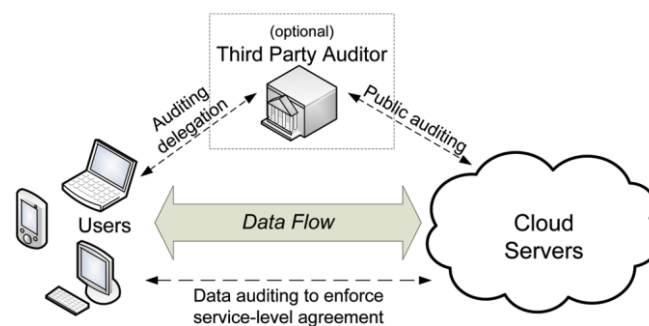 (optional)
Third Party Auditor
Auditing
delegation
Public auditing
Users
Data Flow
Cloud
Servers
Data auditing to enforce
service-level agreement